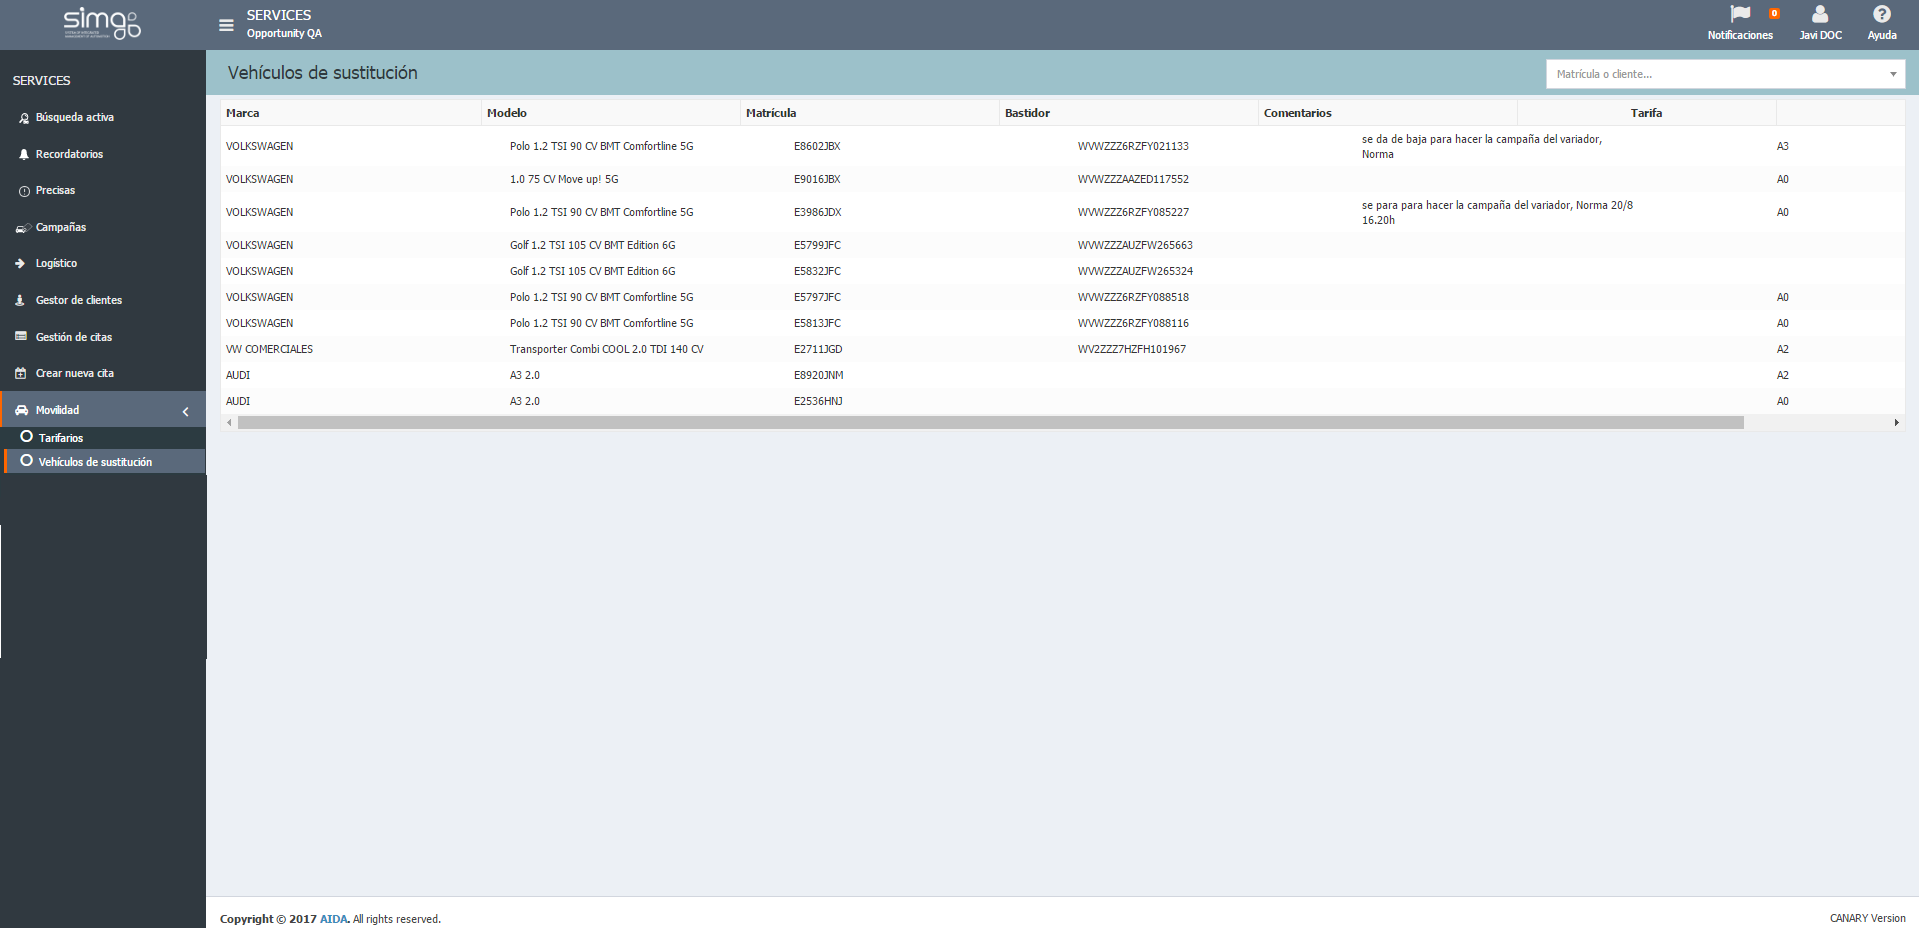 simgo
SERVICES
Opportunity QA
0
Notificaciones
Javi DOC
Ayuda
SERVICES
Búsqueda activa
Recordatorios
Precisas
Campañas
Logístico
Gestor de clientes
Gestión de citas
Crear nueva cita
Movilidad
Tarifarios
Vehículos de sustitución
Vehículos de sustitución
Matrícula o cliente...
Marca Modelo Matrícula Bastidor Comentarios Tarifa
VOLKSWAGEN Polo 1.2 TSI 90 CV BMT Comfortline 5G E8602JBX WVWZZZ6RZFY021133 se da de baja para hacer la campaña del variador, A3
Norma
VOLKSWAGEN 1.0 75 CV Move up! 5G E9016JBX WVWZZZAAZED117552 A0
VOLKSWAGEN Polo 1.2 TSI 90 CV BMT Comfortline 5G E3986JDX WVWZZZ6RZFY085227 se para para hacer la campaña del variador, Norma 20/8 A0
16.20h
VOLKSWAGEN Golf 1.2 TSI 105 CV BMT Edition 6G E5799JFC WVWZZZAUZFW265663
VOLKSWAGEN Golf 1.2 TSI 105 CV BMT Edition 6G E5832JFC WVWZZZAUZFW265324
VOLKSWAGEN Polo 1.2 TSI 90 CV BMT Comfortline 5G E5797JFC WVWZZZ6RZFY088518 A0
VOLKSWAGEN Polo 1.2 TSI 90 CV BMT Comfortline 5G E5813JFC WVWZZZ6RZFY088116 A0
VW COMERCIALES Transporter Combi COOL 2.0 TDI 140 CV E2711JGD WV2ZZZ7HZFH101967 A2
AUDI A3 2.0 E8920JNM A2
AUDI A3 2.0 E2536HNJ A0
Copyright © 2017 AIDA. All rights reserved.
CANARY Version